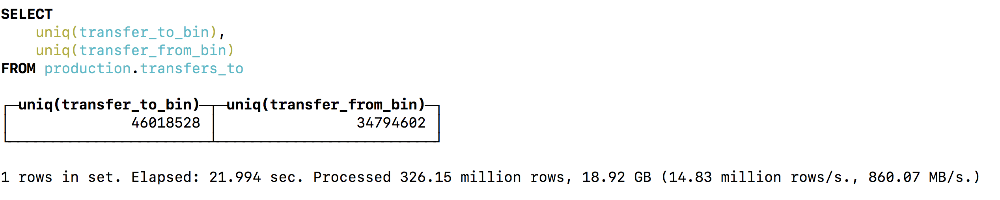 SELECT
    uniq(transfer_to_bin),
    uniq(transfer_from_bin)
FROM production.transfers_to
┌─uniq(transfer_to_bin)─┬─uniq(transfer_from_bin)─┐
│              46018528 │                34794602 │
└───────────────────────┴─────────────────────────┘
1 rows in set. Elapsed: 21.994 sec. Processed 326.15 million rows, 18.92 GB (14.83 million rows/s., 860.07 MB/s.)